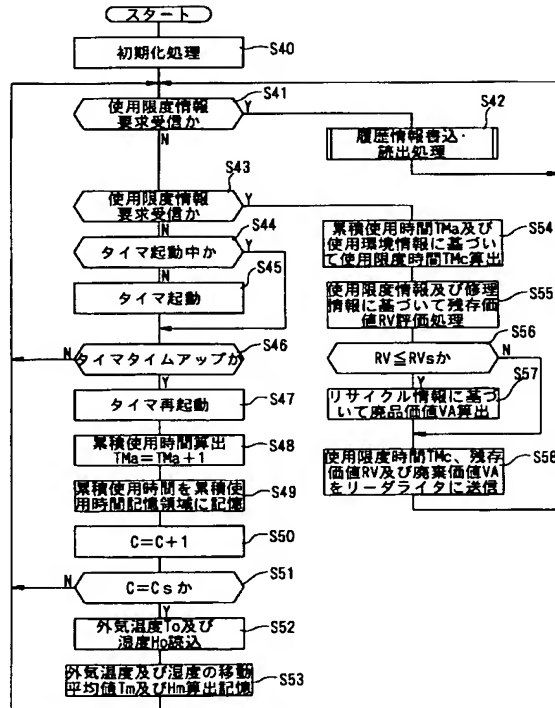 スタート
初期化処理
S40
使用限度情報
要求受信か
S41
Y
N
S42
履歴情報書込・
読出処理
使用限度情報
要求受信か
S43
Y
N
タイマ起動中か
S44
Y
N
タイマ起動
S45
タイマタイムアップか
S46
N
Y
タイマ再起動
S47
累積使用時間算出
TMa=TMa+1
S48
累積使用時間を累積使
用時間記憶領域に記憶
S49
C=C+1
S50
C=Csか
S51
N
Y
外気温度To及び
湿度Ho読込
S52
外気温度及び湿度の移動
平均値Tm及びHm算出記憶
S53
累積使用時間TMa及び
使用環境情報に基づい
て使用限度時間TMc算出
S54
使用限度情報及び修理
情報に基づいて残存価
値RV評価処理
S55
RV≦RVsか
S56
N
Y
リサイクル情報に基づ
いて廃品価値VA算出
S57
使用限度時間TMc、残存
価値RV及び廃棄価値VA
をリーダライタに送信
S58